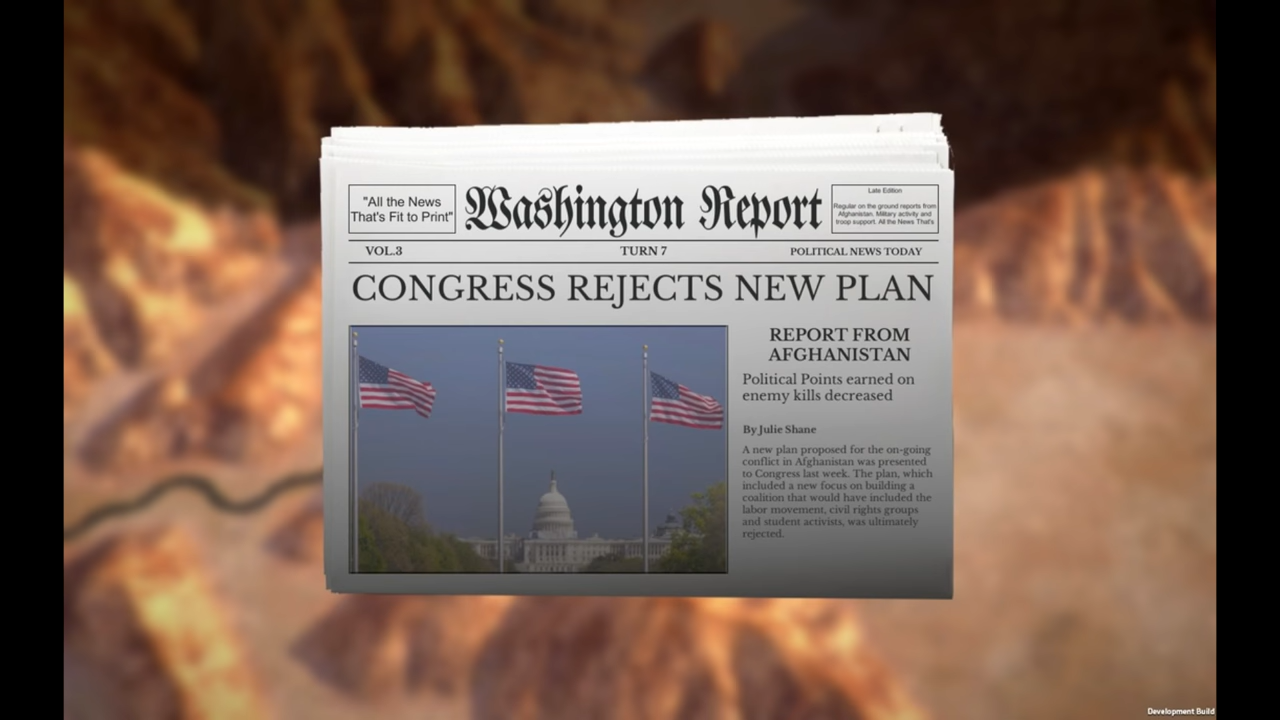 "All the News
That's Fit to Print"
Washington Report
Late Edition
Regular on the ground reports from
Afghanistan. Military activity and
troop support. All the News That's
VOL.3
TURN 7
POLITICAL NEWS TODAY
CONGRESS REJECTS NEW PLAN
REPORT FROM
AFGHANISTAN
Political Points earned on
enemy kills decreased
By Julie Shane
A new plan proposed for the on-going
conflict in Afghanistan was presented
to Congress last week. The plan, which
included a new focus on building a
coalition that would have included the
labor movement, civil rights groups
and student activists, was ultimately
rejected.
Development Build